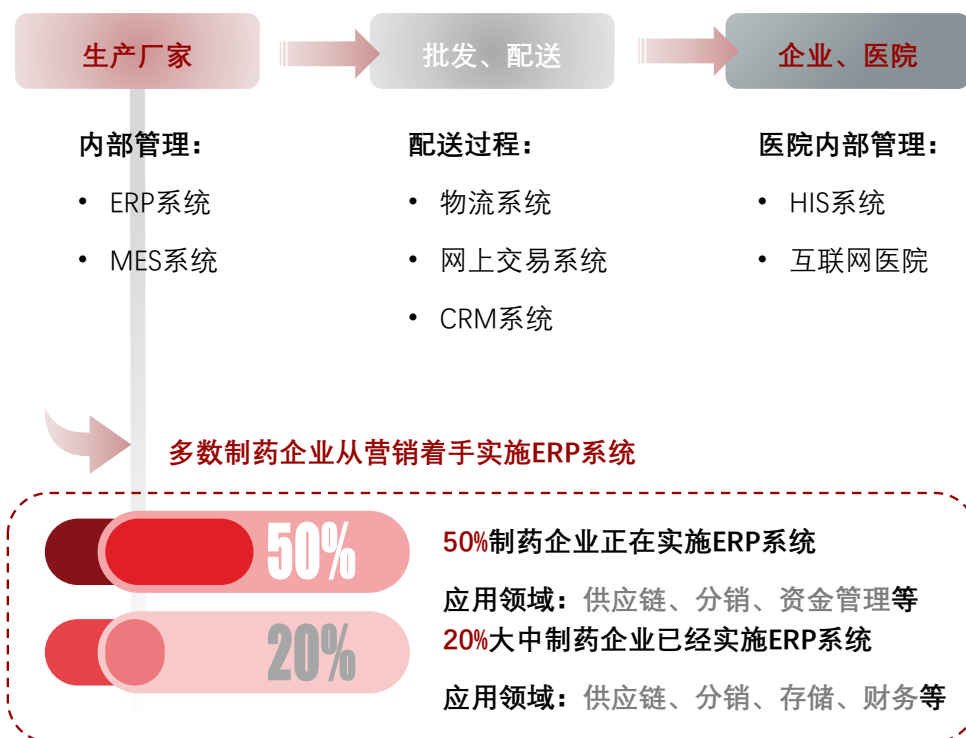 生产厂家
批发、配送
企业、医院
内部管理：
• ERP系统
• MES系统
配送过程：
• 物流系统
• 网上交易系统
• CRM系统
医院内部管理：
• HIS系统
• 互联网医院
多数制药企业从营销着手实施ERP系统
50%
50%制药企业正在实施ERP系统
应用领域：供应链、分销、资金管理等
20%
20%大中制药企业已经实施ERP系统
应用领域：供应链、分销、存储、财务等